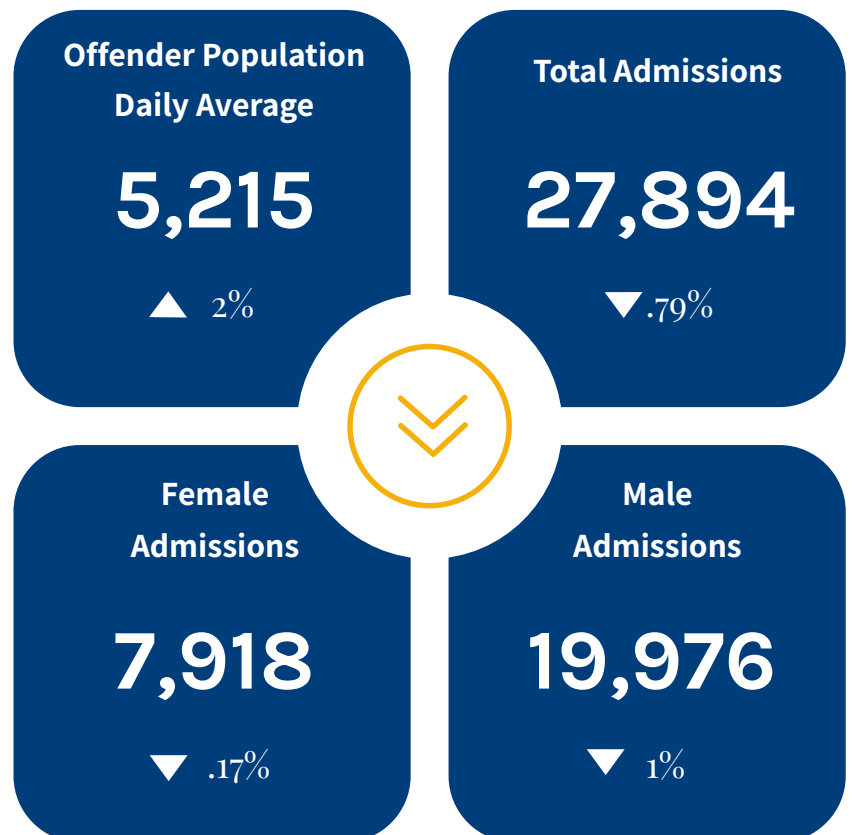 Offender Population
Daily Average
5,215
▲ 2%
Total Admissions
27,894
▼.79%
Female
Admissions
7,918
▼ .17%
Male
Admissions
19,976
▼ 1%